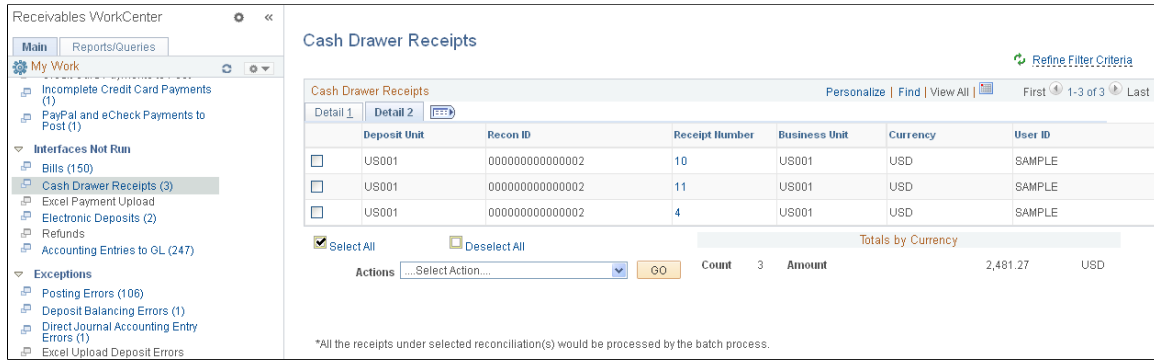 Receivables WorkCenter
«
Main
Reports/Queries
My Work
Incomplete Credit Card Payments
(1)
PayPal and eCheck Payments to
Post (1)
Interfaces Not Run
Bills (150)
Cash Drawer Receipts (3)
Excel Payment Upload
Electronic Deposits (2)
Refunds
Accounting Entries to GL (247)
Exceptions
Posting Errors (106)
Deposit Balancing Errors (1)
Direct Journal Accounting Entry
Errors (1)
Excel Upload Deposit Errors
Cash Drawer Receipts
Refine Filter Criteria
Cash Drawer Receipts Personalize | Find | View All | First 1-3 of 3 Last
Detail 1 Detail 2
Deposit Unit Recon ID Receipt Number Business Unit Currency User ID
US001 000000000000002 10 US001 USD SAMPLE
US001 000000000000002 11 US001 USD SAMPLE
US001 000000000000002 4 US001 USD SAMPLE
Select All Deselect All
Actions ....Select Action.... GO
Totals by Currency
Count 3 Amount 2,481.27 USD
*All the receipts under selected reconciliation(s) would be processed by the batch process.